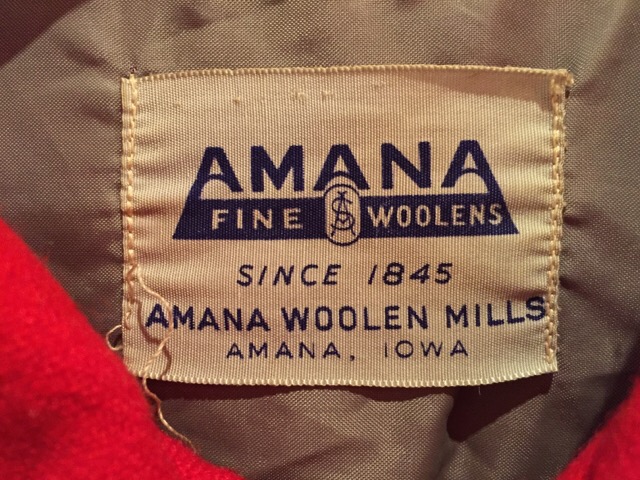 AMANA
FINE WOOLENS
SINCE 1845
AMANA WOOLEN MILLS
AMANA, IOWA